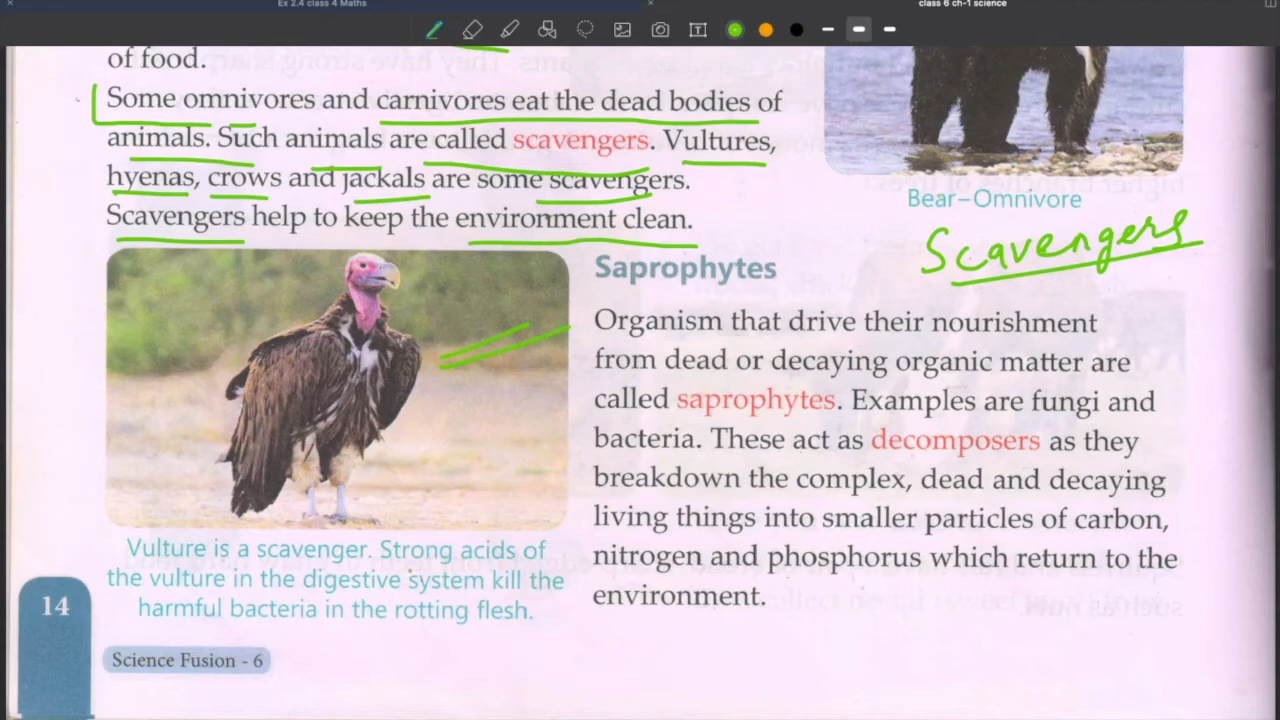 Ex 2.4 class 4 Maths
class 6 ch-1 science
of food.
Some omnivores and carnivores eat the dead bodies of
animals. Such animals are called scavengers. Vultures,
hyenas, crows and jackals are some scavengers.
Scavengers help to keep the environment clean.
Bear–Omnivore
Scavengers
Saprophytes
Organism that drive their nourishment
from dead or decaying organic matter are
called saprophytes. Examples are fungi and
bacteria. These act as decomposers as they
breakdown the complex, dead and decaying
living things into smaller particles of carbon,
nitrogen and phosphorus which return to the
environment.
Vulture is a scavenger. Strong acids of
the vulture in the digestive system kill the
harmful bacteria in the rotting flesh.
14
Science Fusion - 6